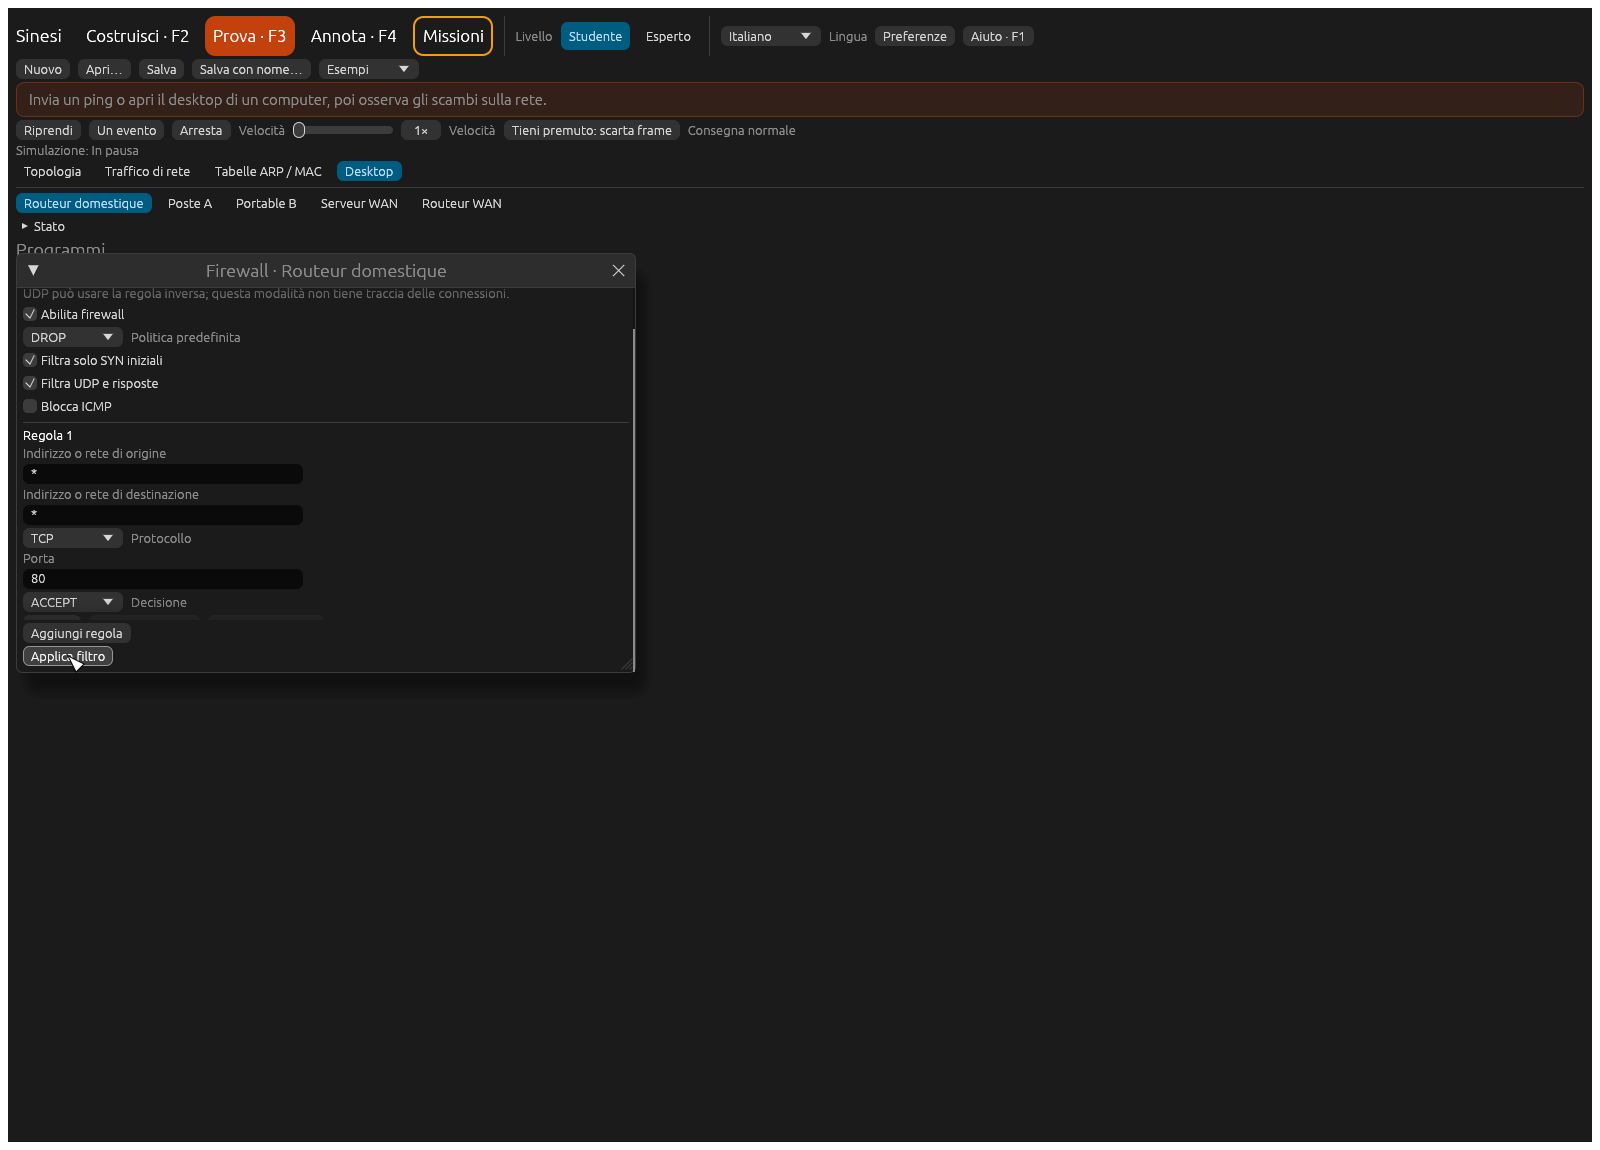 Sinesi Costruisci · F2 Prova · F3 Annota · F4 Missioni Livello Studente Esperto Italiano Lingua Preferenze Aiuto · F1
Nuovo Apri… Salva Salva con nome… Esempi
Invia un ping o apri il desktop di un computer, poi osserva gli scambi sulla rete.
Riprendi Un evento Arresta Velocità 1× Velocità Tieni premuto: scarta frame Consegna normale
Simulazione: In pausa
Topologia Traffico di rete Tabelle ARP / MAC Desktop
Routeur domestique Poste A Portable B Serveur WAN Routeur WAN
Stato
Programmi
Firewall · Routeur domestique
UDP può usare la regola inversa; questa modalità non tiene traccia delle connessioni.
Abilita firewall
DROP Politica predefinita
Filtra solo SYN iniziali
Filtra UDP e risposte
Blocca ICMP
Regola 1
Indirizzo o rete di origine
*
Indirizzo o rete di destinazione
*
TCP Protocollo
Porta
80
ACCEPT Decisione
Aggiungi regola
Applica filtro